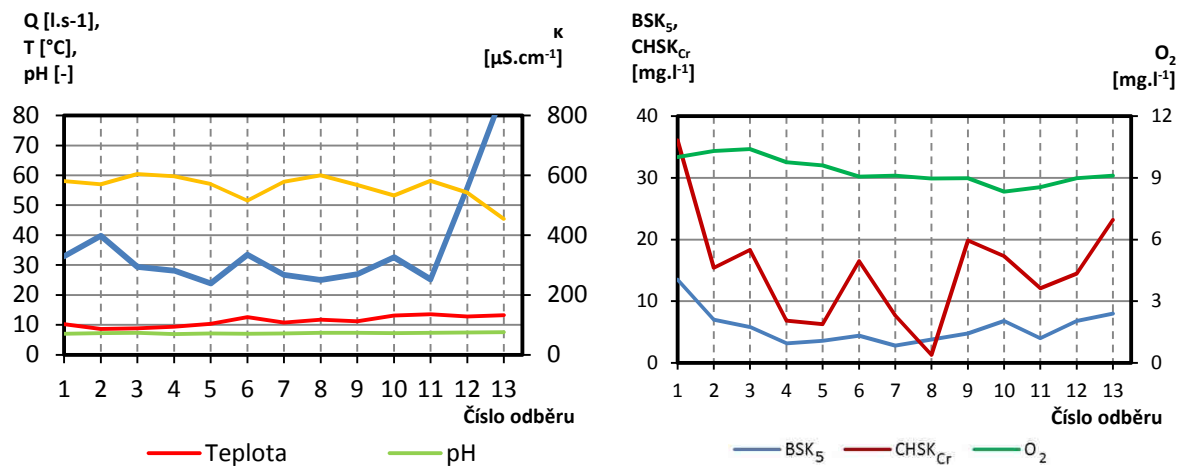 Q [l.s-1],
T [°C],
pH [-]
κ
[µS.cm-1]
80
70
60
50
40
30
20
10
0
800
600
400
200
0
1 2 3 4 5 6 7 8 9 10 11 12 13
Číslo odběru
Teplota pH
BSK5,
CHSKCr
[mg.l-1]
O2
[mg.l-1]
40
30
20
10
0
12
9
6
3
0
1 2 3 4 5 6 7 8 9 10 11 12 13
Číslo odběru
BSK5 CHSKCr O2